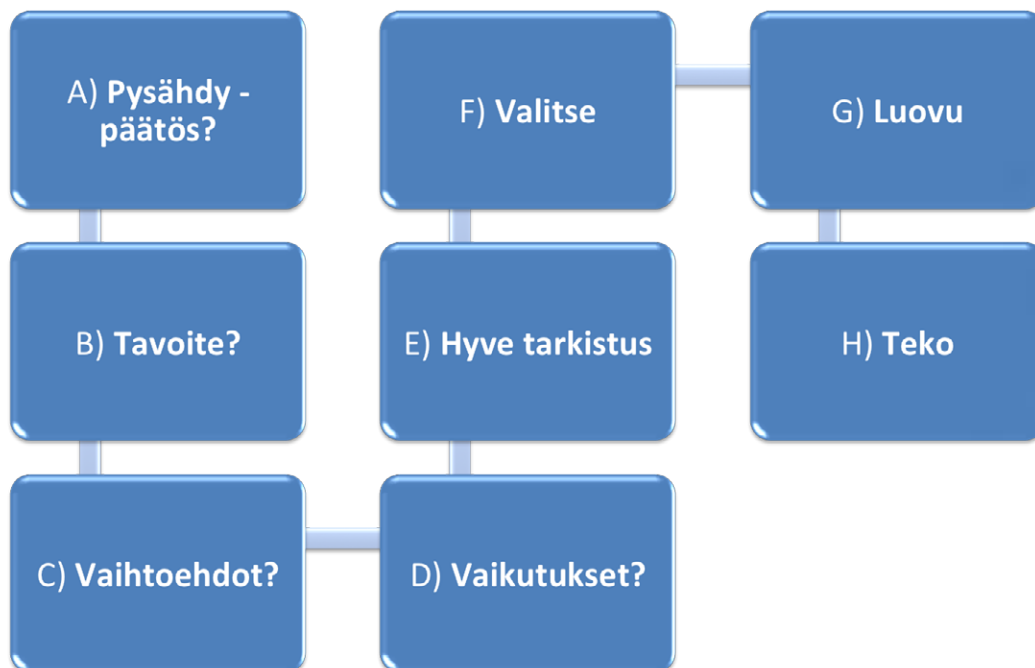 A) Pysähdy -
päätös?
B) Tavoite?
C) Vaihtoehdot?
D) Vaikutukset?
E) Hyve tarkistus
F) Valitse
G) Luovu
H) Teko